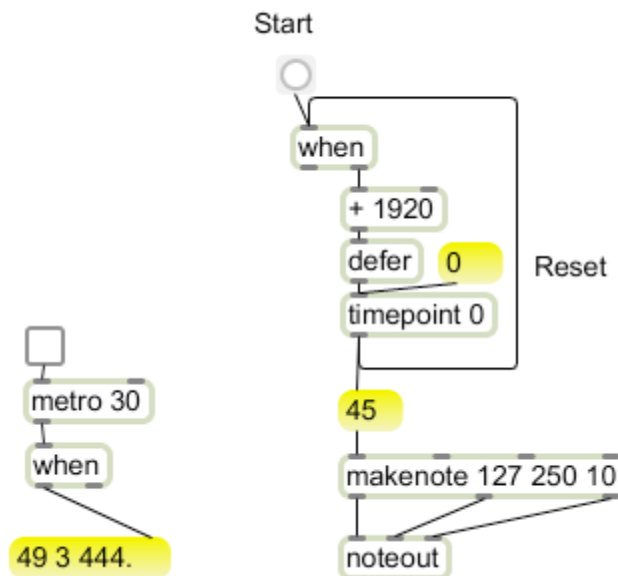 Start
when
+ 1920
defer
0
Reset
timepoint 0
45
metro 30
when
makenote 127 250 10
49 3 444.
noteout